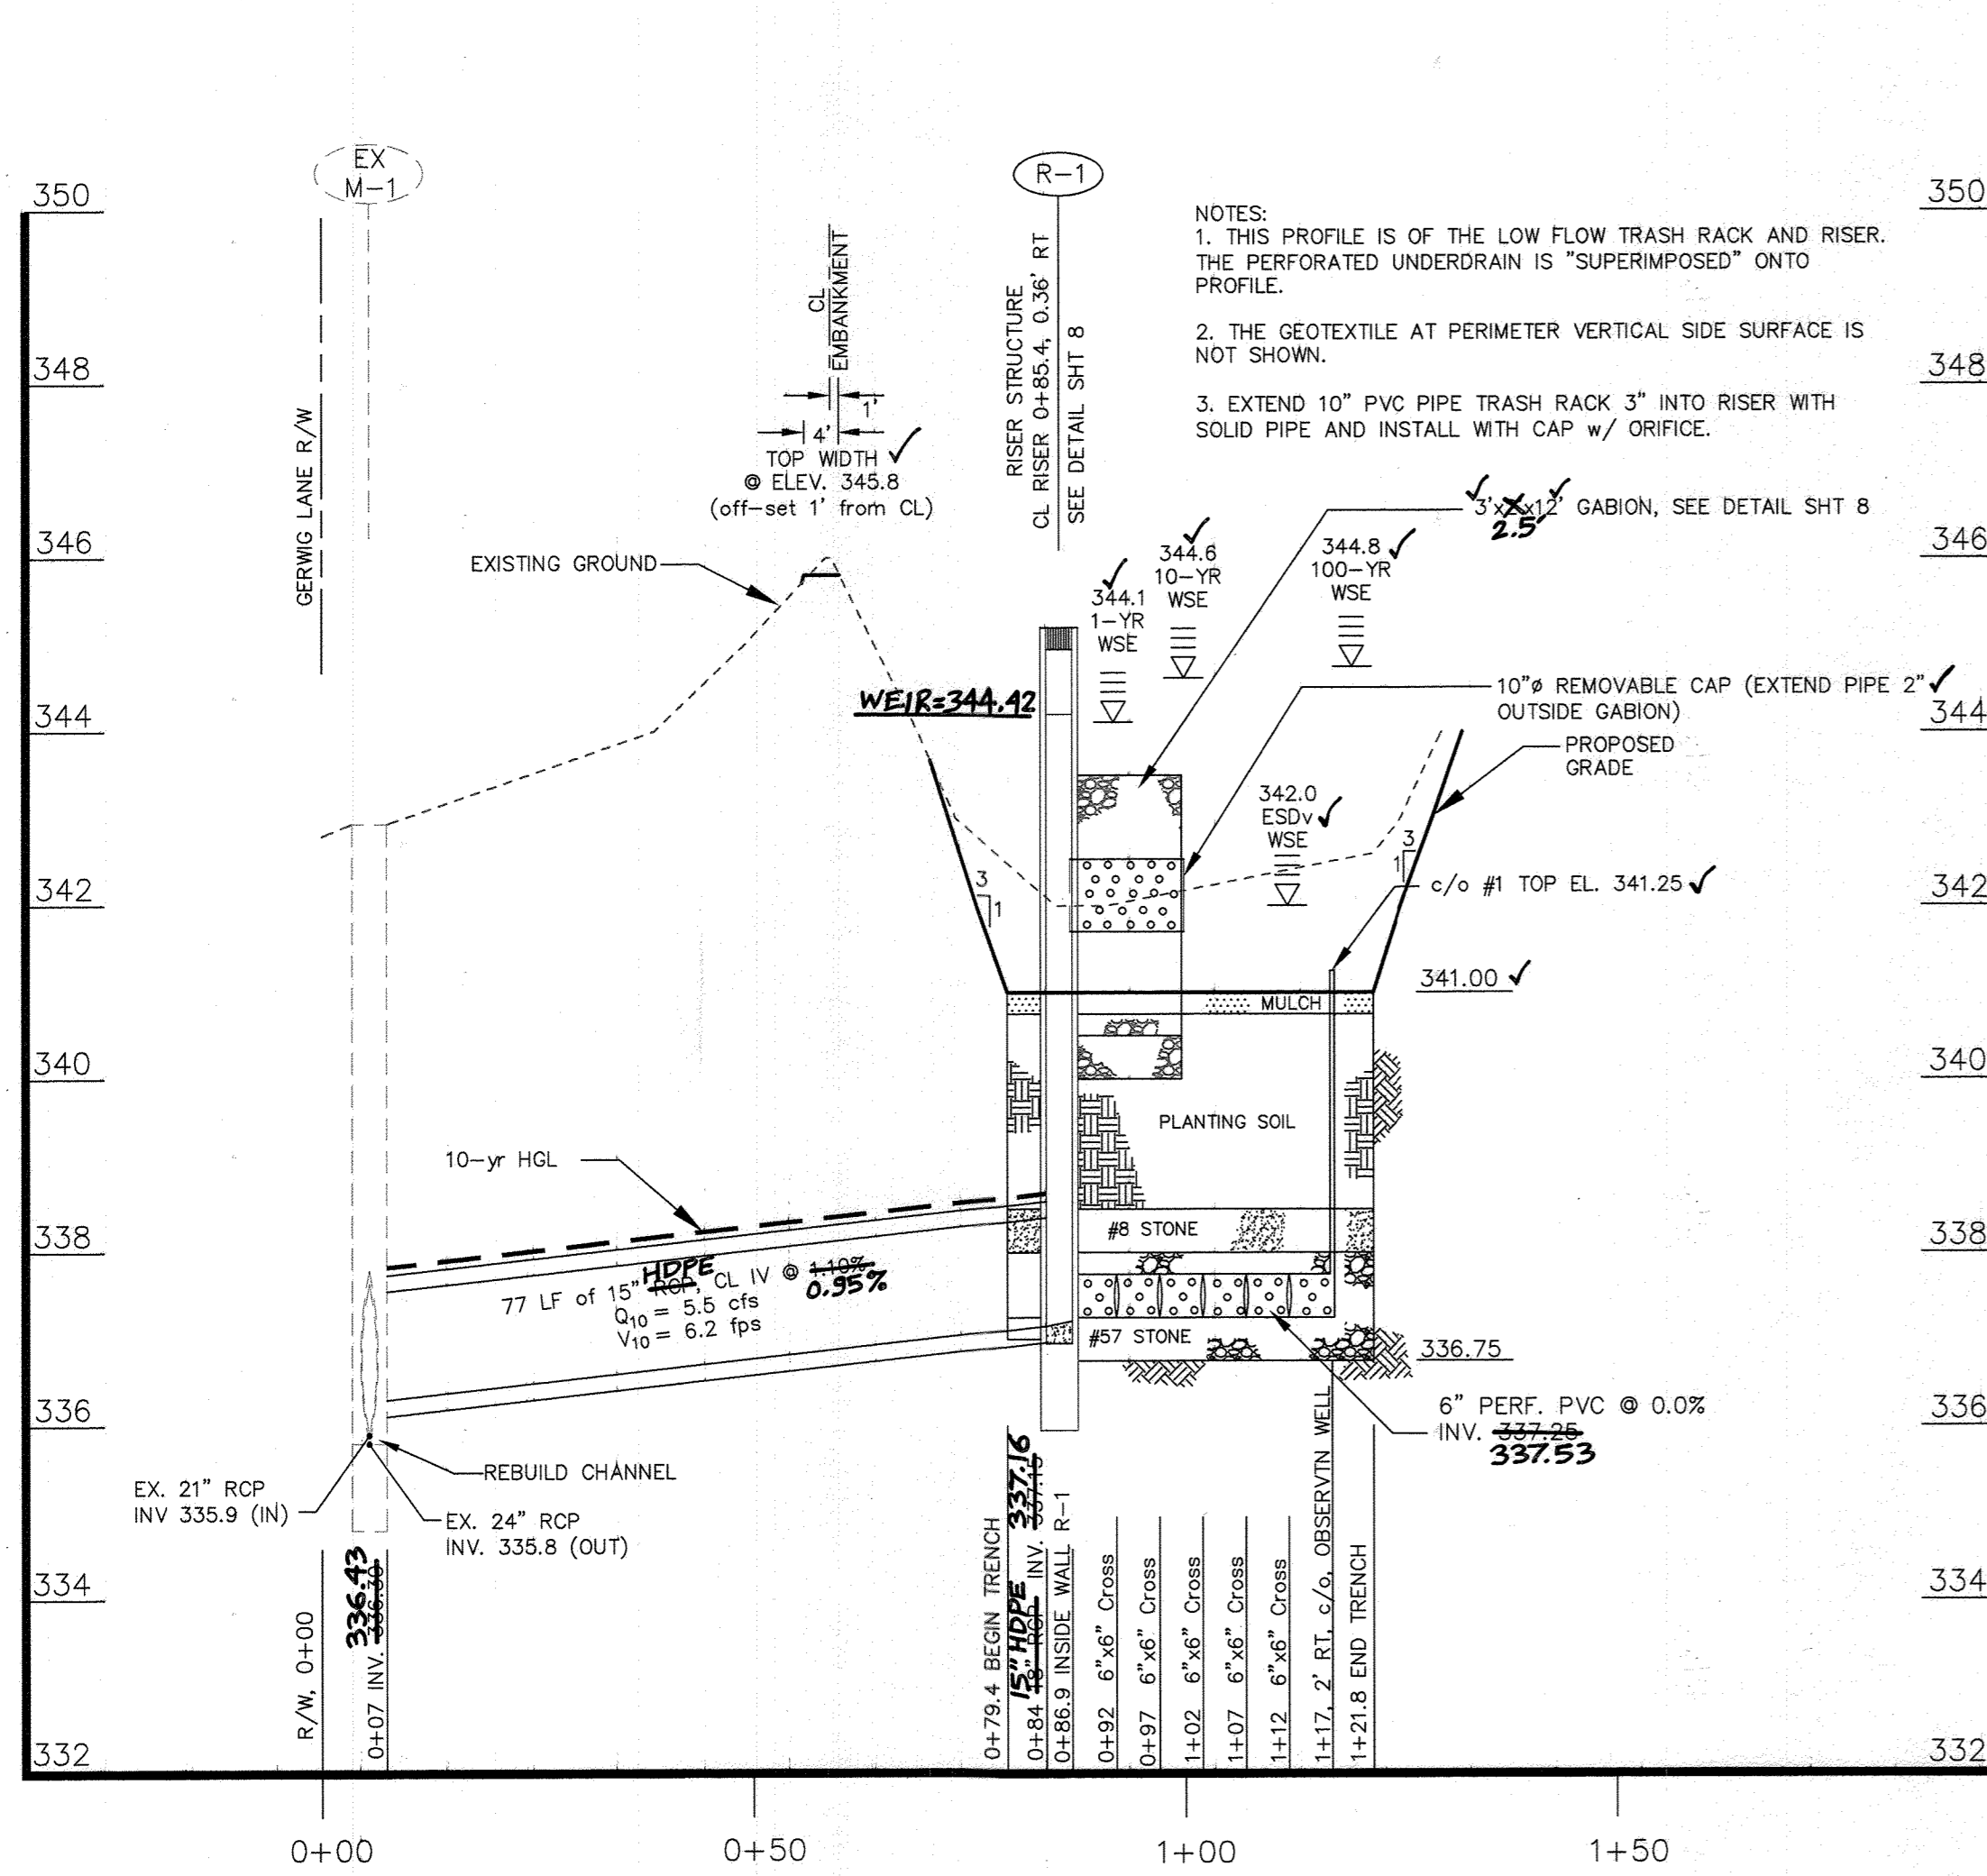 EX
M-1
R-1
350
348
346
344
342
340
338
336
334
332
350
348
346
344
342
340
338
336
334
332
GERWIG LANE R/W
CL
EMBANKMENT
1'
4'
TOP WIDTH ✓
@ ELEV. 345.8
(off-set 1' from CL)
RISER STRUCTURE
CL RISER 0+85.4, 0.36' RT
SEE DETAIL SHT 8
NOTES:
1. THIS PROFILE IS OF THE LOW FLOW TRASH RACK AND RISER.
THE PERFORATED UNDERDRAIN IS "SUPERIMPOSED" ONTO
PROFILE.
2. THE GEOTEXTILE AT PERIMETER VERTICAL SIDE SURFACE IS
NOT SHOWN.
3. EXTEND 10" PVC PIPE TRASH RACK 3" INTO RISER WITH
SOLID PIPE AND INSTALL WITH CAP w/ ORIFICE.
3'x x12' GABION, SEE DETAIL SHT 8
2.5'
EXISTING GROUND
344.1
1-YR
WSE
344.6
10-YR
WSE
344.8
100-YR
WSE
WEIR=344.42
10"ø REMOVABLE CAP (EXTEND PIPE 2"
OUTSIDE GABION)
PROPOSED
GRADE
342.0
ESDv
WSE
3
1
3
1
c/o #1 TOP EL. 341.25 ✓
341.00 ✓
MULCH
PLANTING SOIL
10-yr HGL
#8 STONE
77 LF of 15" RCP, CL IV @ 1.10%
HDPE
0.95%
Q10 = 5.5 cfs
V10 = 6.2 fps
#57 STONE
336.75
6" PERF. PVC @ 0.0%
INV. 337.25
337.53
REBUILD CHANNEL
EX. 21" RCP
INV 335.9 (IN)
EX. 24" RCP
INV. 335.8 (OUT)
R/W, 0+00
336.43
0+07 INV. 336.30
0+79.4 BEGIN TRENCH
15" HDPE 337.16
0+84 18" RCP INV. 337.15
0+86.9 INSIDE WALL R-1
0+92 6"x6" Cross
0+97 6"x6" Cross
1+02 6"x6" Cross
1+07 6"x6" Cross
1+12 6"x6" Cross
1+17, 2' RT, c/o, OBSERVTN WELL
1+21.8 END TRENCH
0+00
0+50
1+00
1+50